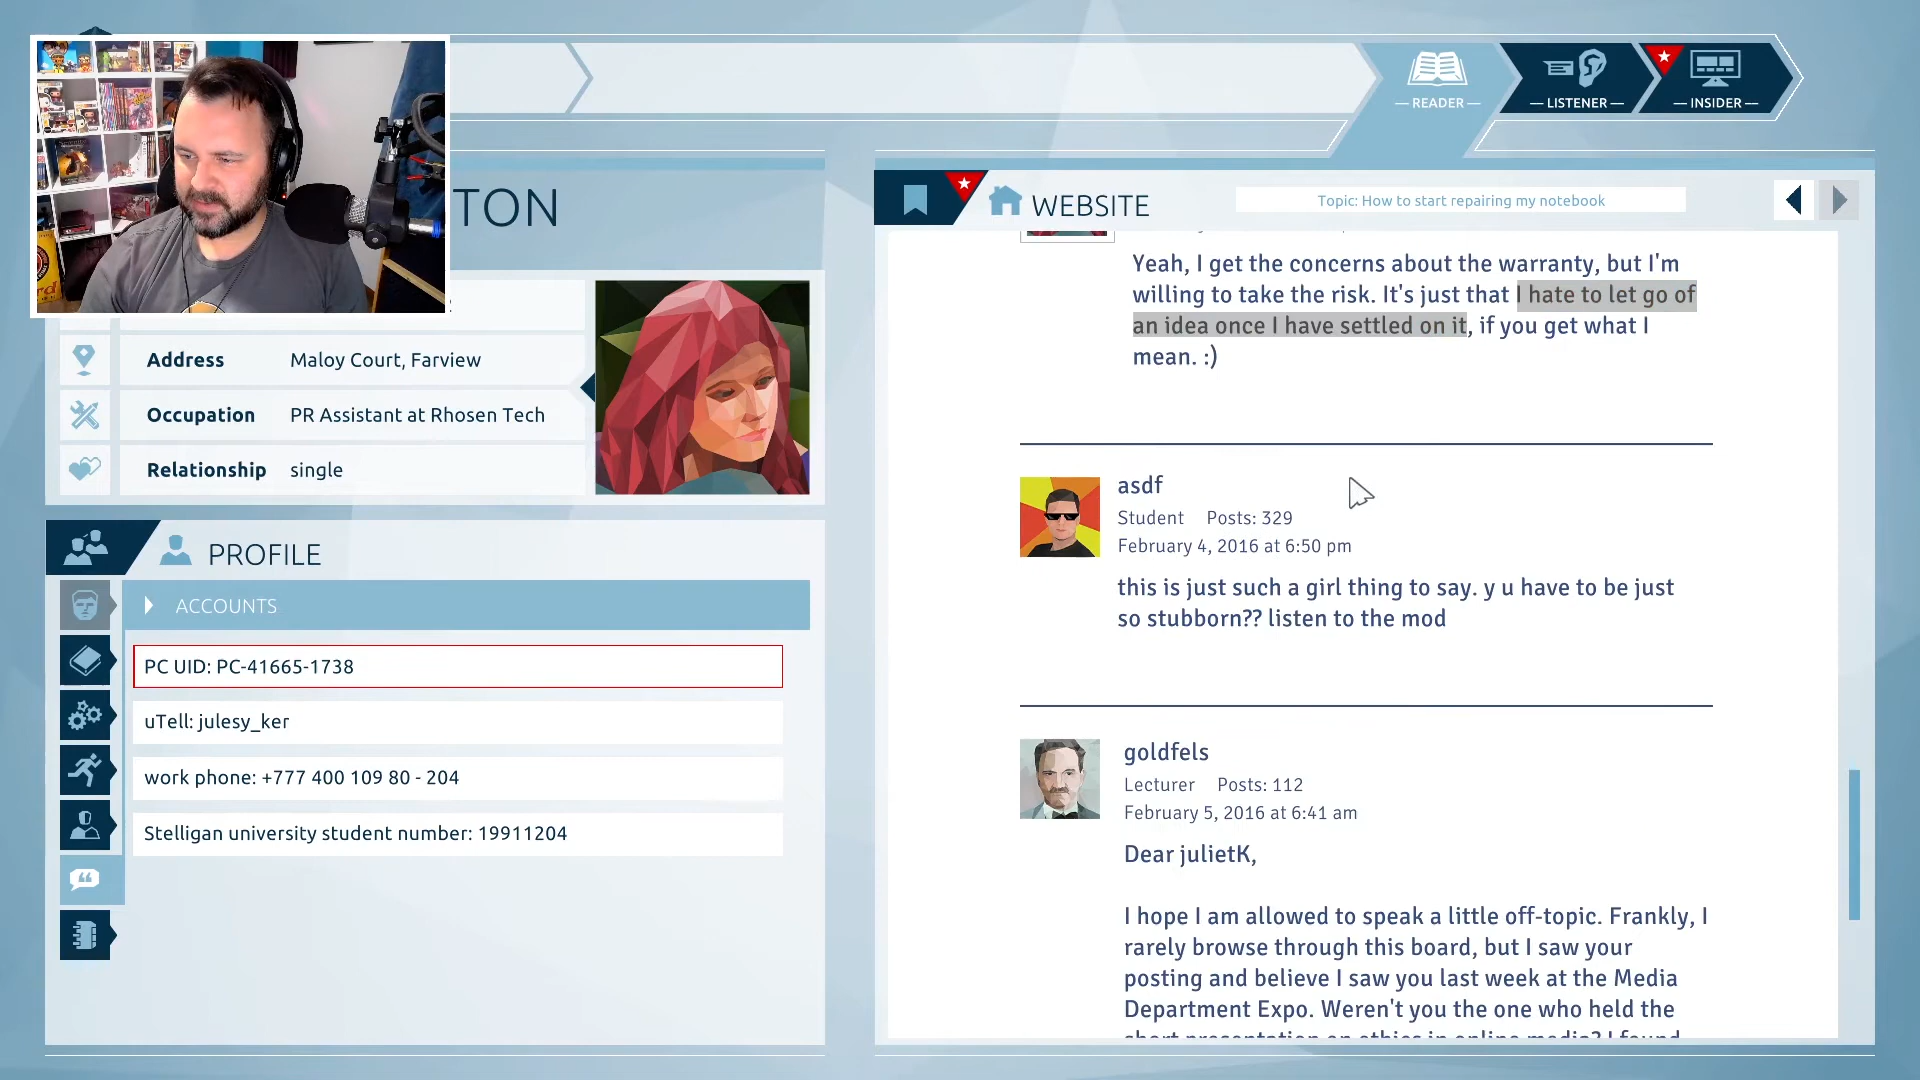 READER
LISTENER
INSIDER
TON
WEBSITE
Topic: How to start repairing my notebook
Yeah, I get the concerns about the warranty, but I'm
willing to take the risk. It's just that I hate to let go of
an idea once I have settled on it, if you get what I
mean. :)
Address Maloy Court, Farview
Occupation PR Assistant at Rhosen Tech
Relationship single
asdf
Student Posts: 329
February 4, 2016 at 6:50 pm
this is just such a girl thing to say. y u have to be just
so stubborn?? listen to the mod
PROFILE
ACCOUNTS
PC UID: PC-41665-1738
uTell: julesy_ker
work phone: +777 400 109 80 - 204
Stelligan university student number: 19911204
goldfels
Lecturer Posts: 112
February 5, 2016 at 6:41 am
Dear julietK,
I hope I am allowed to speak a little off-topic. Frankly, I
rarely browse through this board, but I saw your
posting and believe I saw you last week at the Media
Department Expo. Weren't you the one who held the
short presentation on ethics in online media? I found